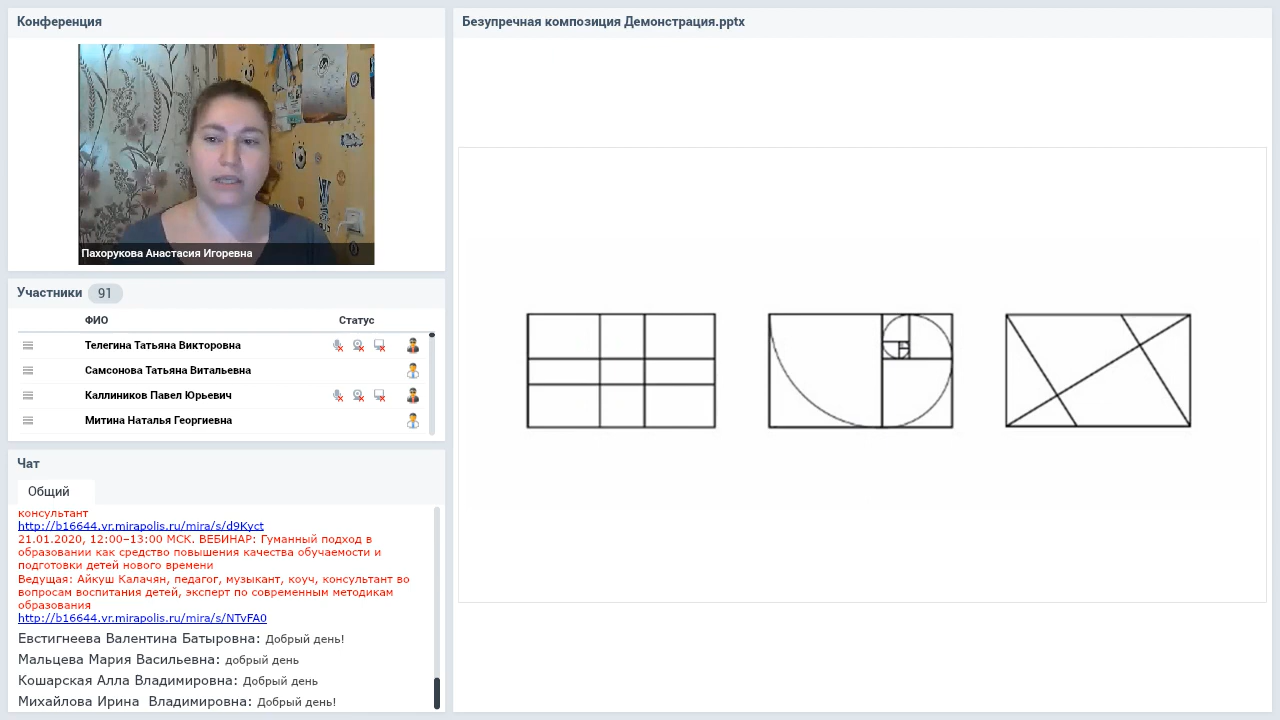 Конференция
Пахорукова Анастасия Игоревна
Участники 91
ФИО Статус
Телегина Татьяна Викторовна
Самсонова Татьяна Витальевна
Каллиников Павел Юрьевич
Митина Наталья Георгиевна
Чат
Общий
консультант
http://b16644.vr.mirapolis.ru/mira/s/d9Kyct
21.01.2020, 12:00–13:00 МСК. ВЕБИНАР: Гуманный подход в
образовании как средство повышения качества обучаемости и
подготовки детей нового времени
Ведущая: Айкуш Калачян, педагог, музыкант, коуч, консультант во
вопросам воспитания детей, эксперт по современным методикам
образования
http://b16644.vr.mirapolis.ru/mira/s/NTvFA0
Евстигнеева Валентина Батыровна: Добрый день!
Мальцева Мария Васильевна: добрый день
Кошарская Алла Владимировна: Добрый день
Михайлова Ирина  Владимировна: Добрый день!
Безупречная композиция Демонстрация.pptx